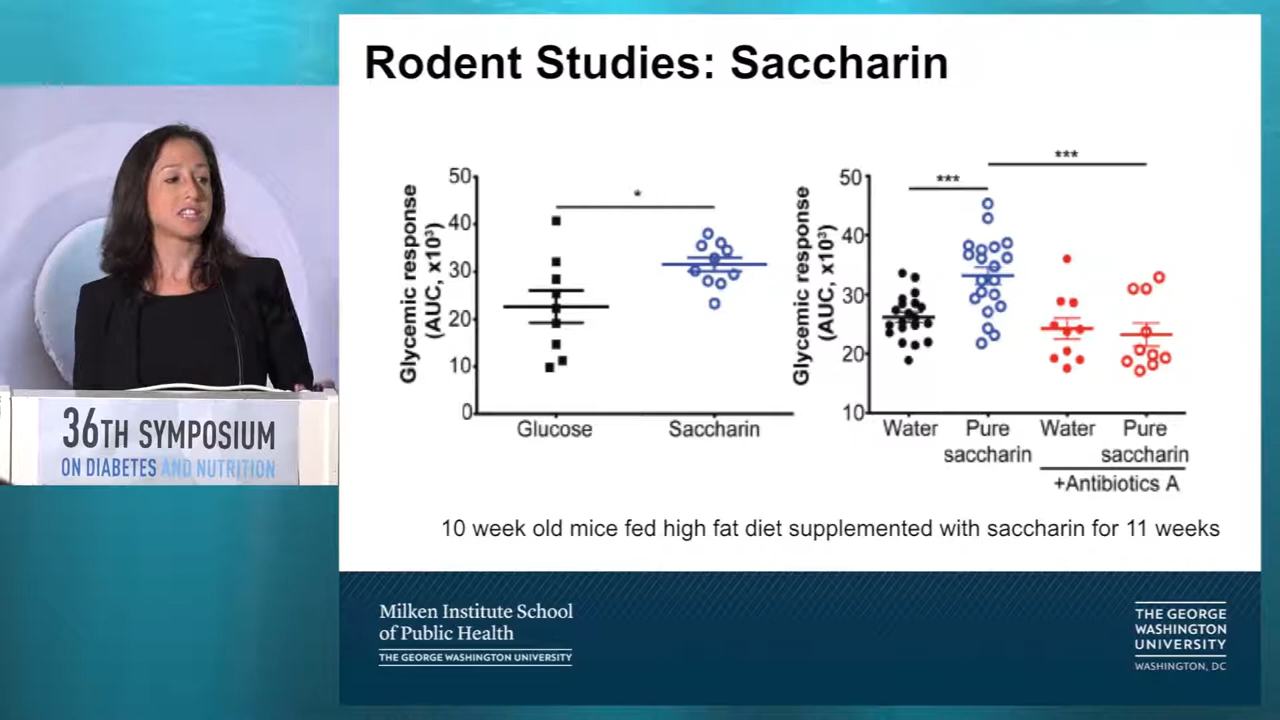 Rodent Studies: Saccharin
Glycemic response
(AUC, x10³)
50
40
30
20
10
0
*
Glucose
Saccharin
Glycemic response
(AUC, x10³)
50
40
30
20
10
***
***
Water
Pure
saccharin
Water
Pure
saccharin
+Antibiotics A
10 week old mice fed high fat diet supplemented with saccharin for 11 weeks
36TH SYMPOSIUM
ON DIABETES AND NUTRITION
Milken Institute School
of Public Health
THE GEORGE WASHINGTON UNIVERSITY
THE GEORGE
WASHINGTON
UNIVERSITY
WASHINGTON, DC